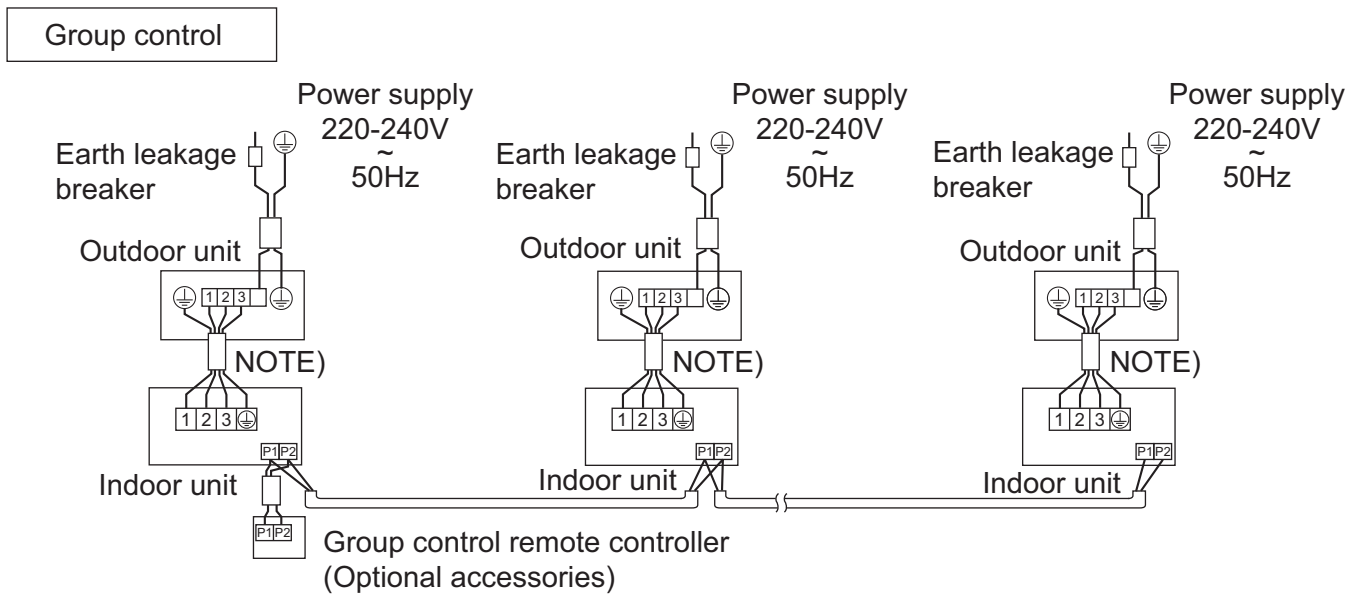 Group control
Power supply
220-240V
~
50Hz
Earth leakage
breaker
Power supply
220-240V
~
50Hz
Earth leakage
breaker
Power supply
220-240V
~
50Hz
Earth leakage
breaker
Outdoor unit
Outdoor unit
Outdoor unit
1 2 3
1 2 3
1 2 3
NOTE)
NOTE)
NOTE)
1 2 3
1 2 3
1 2 3
P1 P2
P1 P2
P1 P2
Indoor unit
Indoor unit
Indoor unit
P1 P2
Group control remote controller
(Optional accessories)